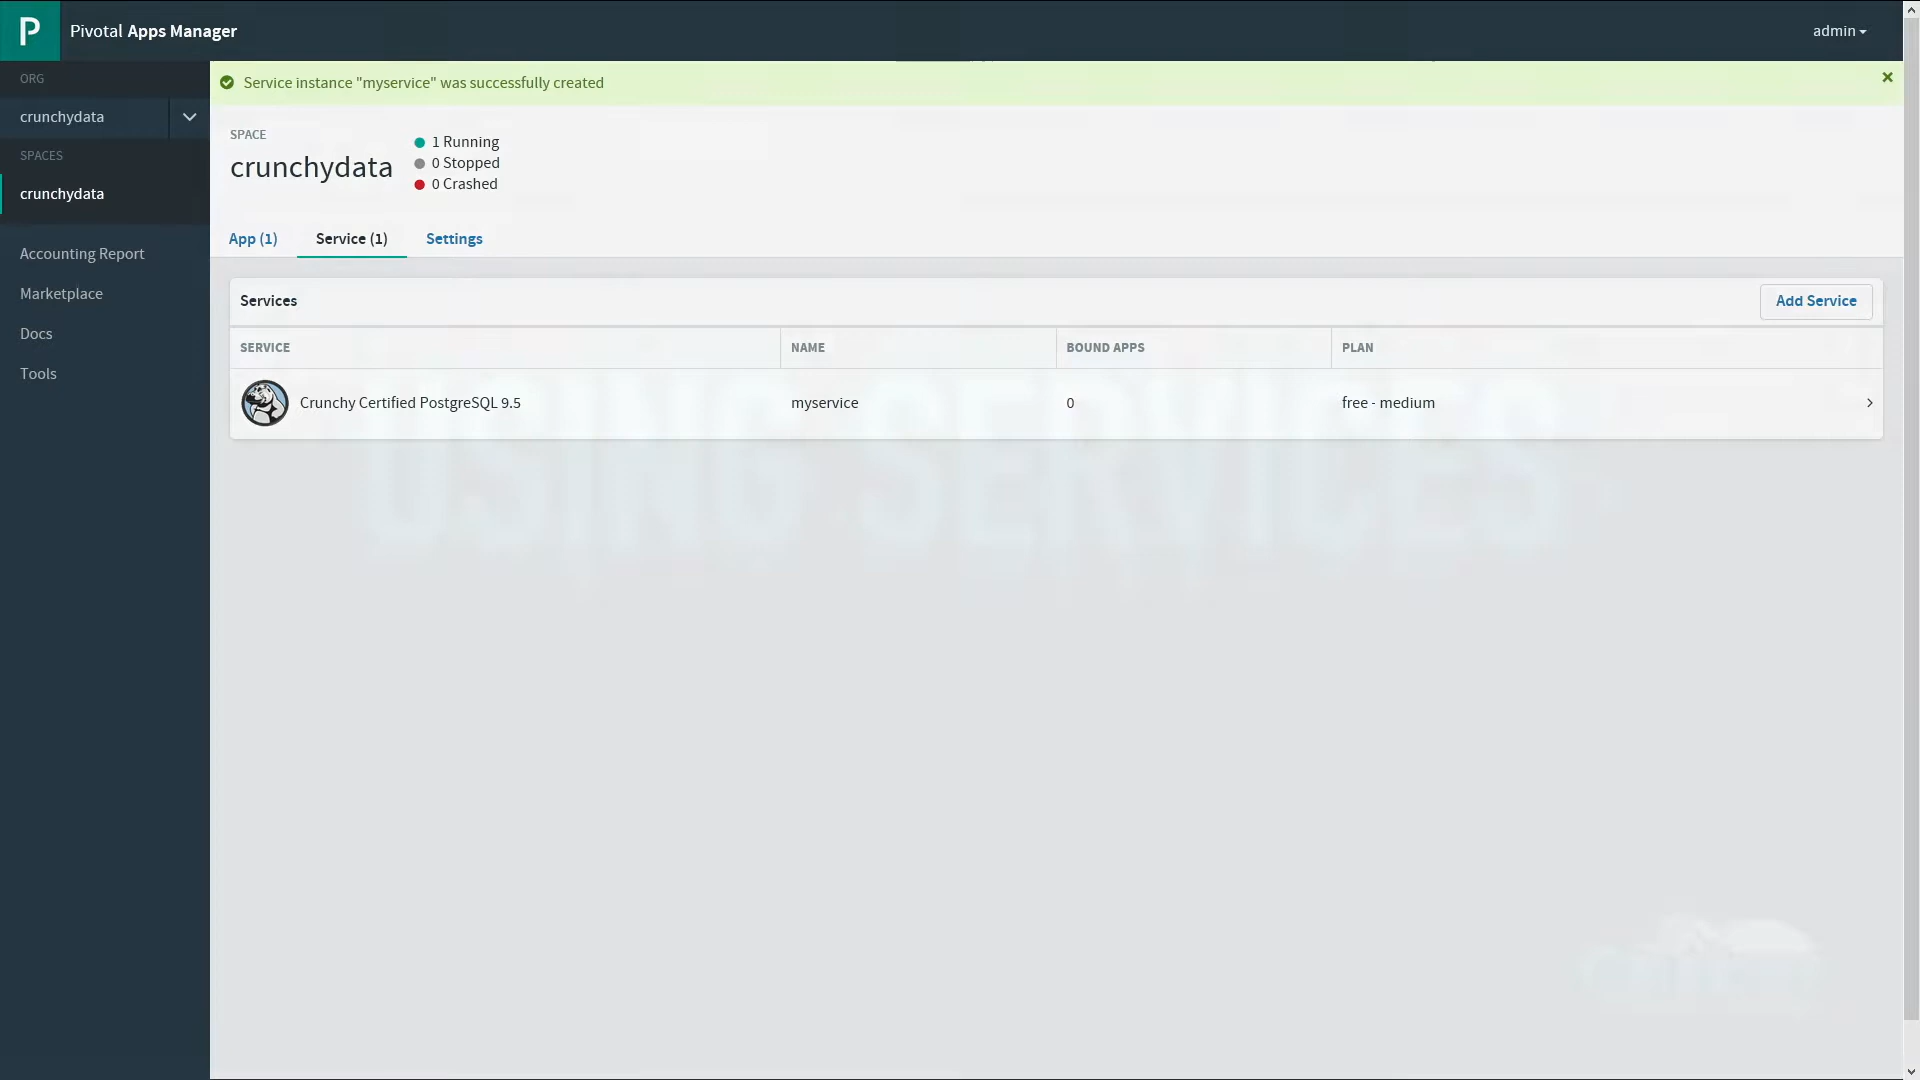 P Pivotal Apps Manager
admin
ORG
crunchydata
SPACES
crunchydata
Accounting Report
Marketplace
Docs
Tools
Service instance "myservice" was successfully created
SPACE
crunchydata
1 Running
0 Stopped
0 Crashed
App (1) Service (1) Settings
Services
Add Service
SERVICE NAME BOUND APPS PLAN
Crunchy Certified PostgreSQL 9.5 myservice 0 free - medium
USING SERVICES